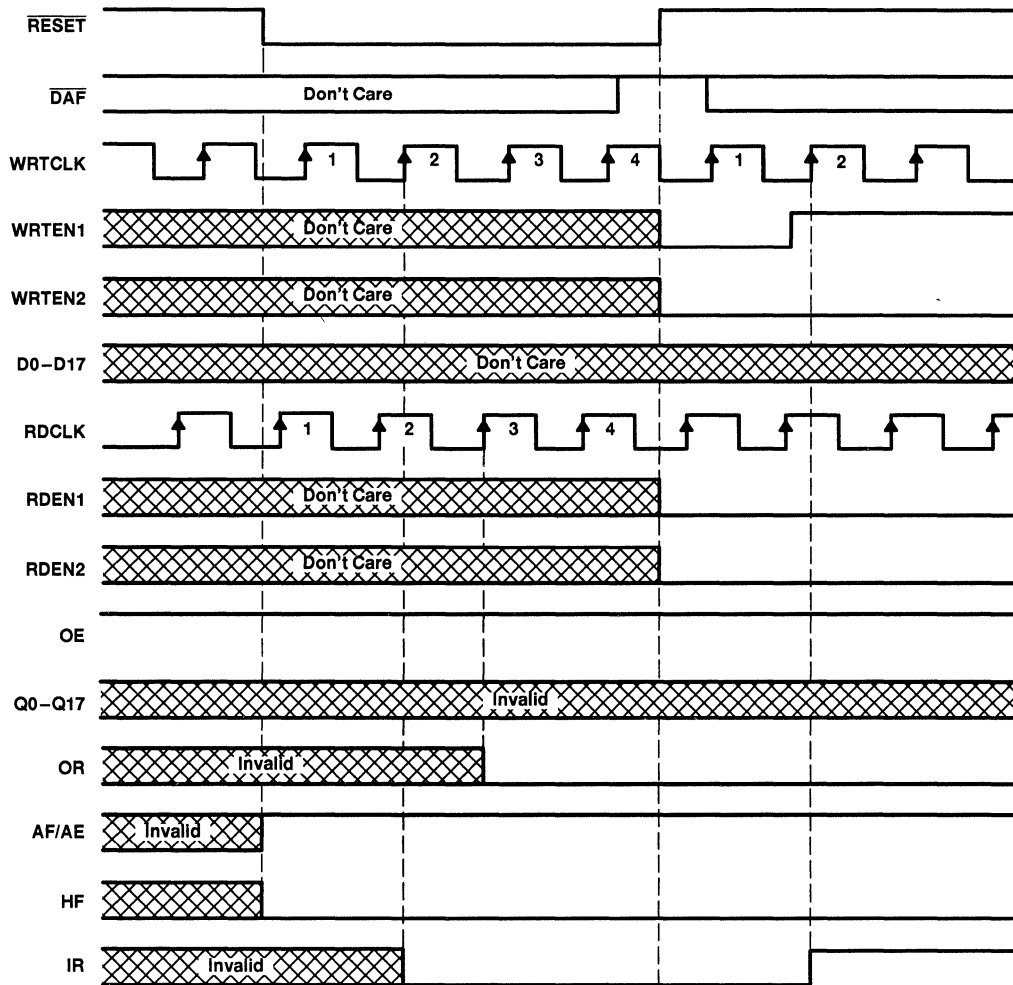 RESET
DAF Don't Care
WRTCLK 1 2 3 4 1 2
WRTEN1 Don't Care
WRTEN2 Don't Care
D0–D17 Don't Care
RDCLK 1 2 3 4
RDEN1 Don't Care
RDEN2 Don't Care
OE
Q0–Q17 Invalid
OR Invalid
AF/AE Invalid
HF
IR Invalid